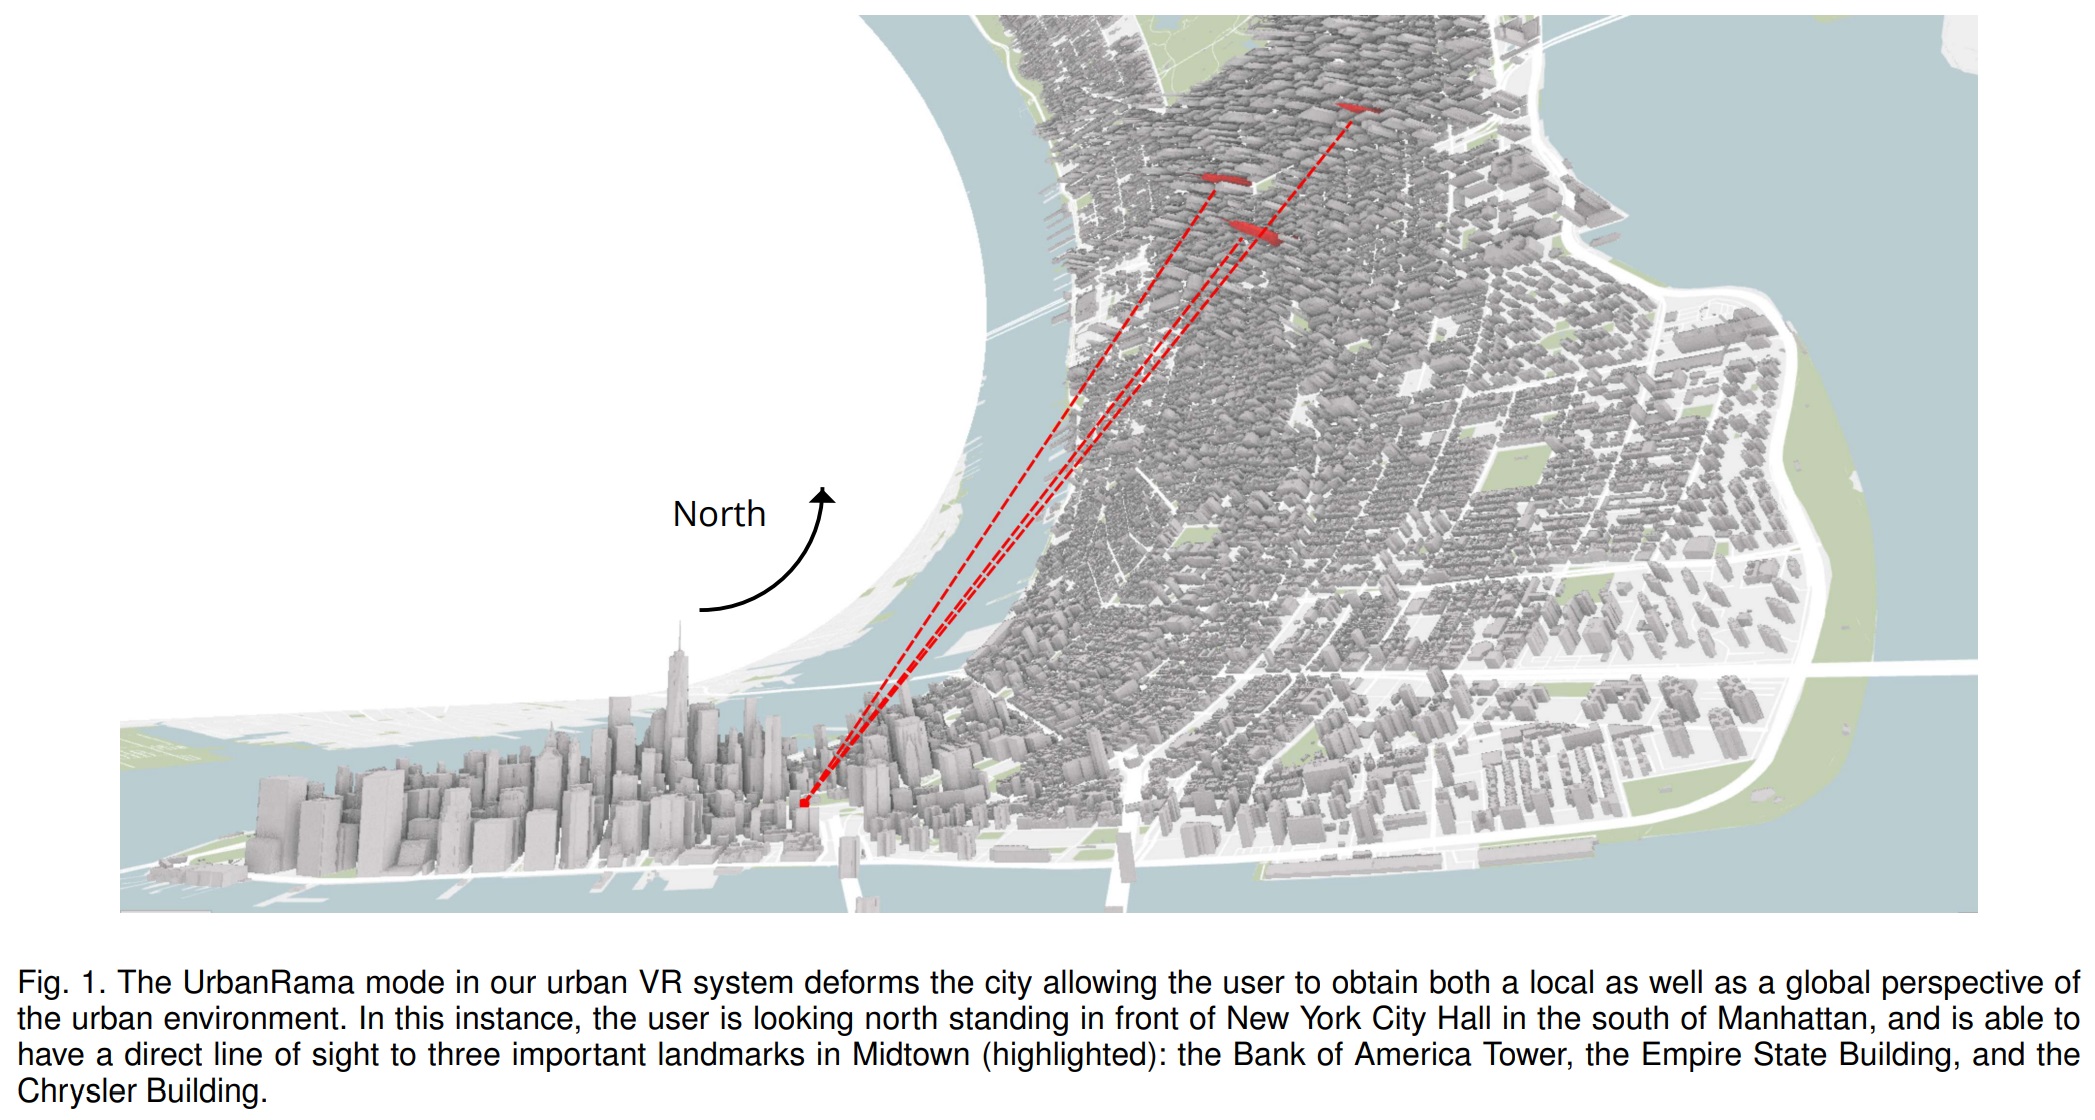 North
Fig. 1. The UrbanRama mode in our urban VR system deforms the city allowing the user to obtain both a local as well as a global perspective of
the urban environment. In this instance, the user is looking north standing in front of New York City Hall in the south of Manhattan, and is able to
have a direct line of sight to three important landmarks in Midtown (highlighted): the Bank of America Tower, the Empire State Building, and the
Chrysler Building.